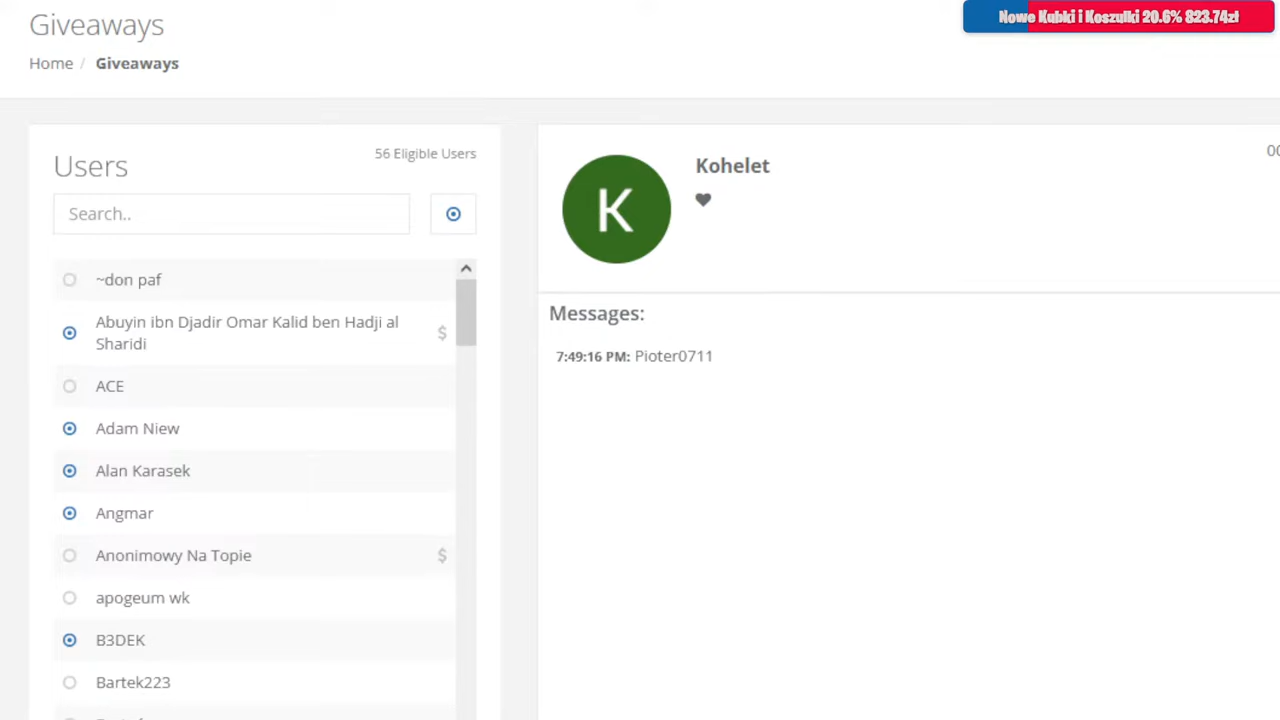 Giveaways
Nowe Kubki i Koszulki 20.6% 823.74zł
Home / Giveaways
Users
56 Eligible Users
Search..
~don paf
Abuyin ibn Djadir Omar Kalid ben Hadji al
Sharidi
$
ACE
Adam Niew
Alan Karasek
Angmar
Anonimowy Na Topie $
apogeum wk
B3DEK
Bartek223
K
Kohelet
Messages:
7:49:16 PM: Pioter0711